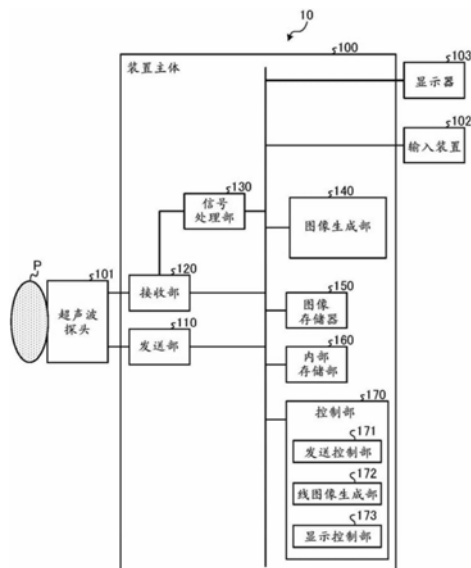 10
100
装置主体
103
显示器
102
输入装置
130
信号
处理部
140
图像生成部
P
101
超声波
探头
120
接收部
150
图像
存储器
110
发送部
160
内部
存储部
170
控制部
171
发送控制部
172
线图像生成部
173
显示控制部